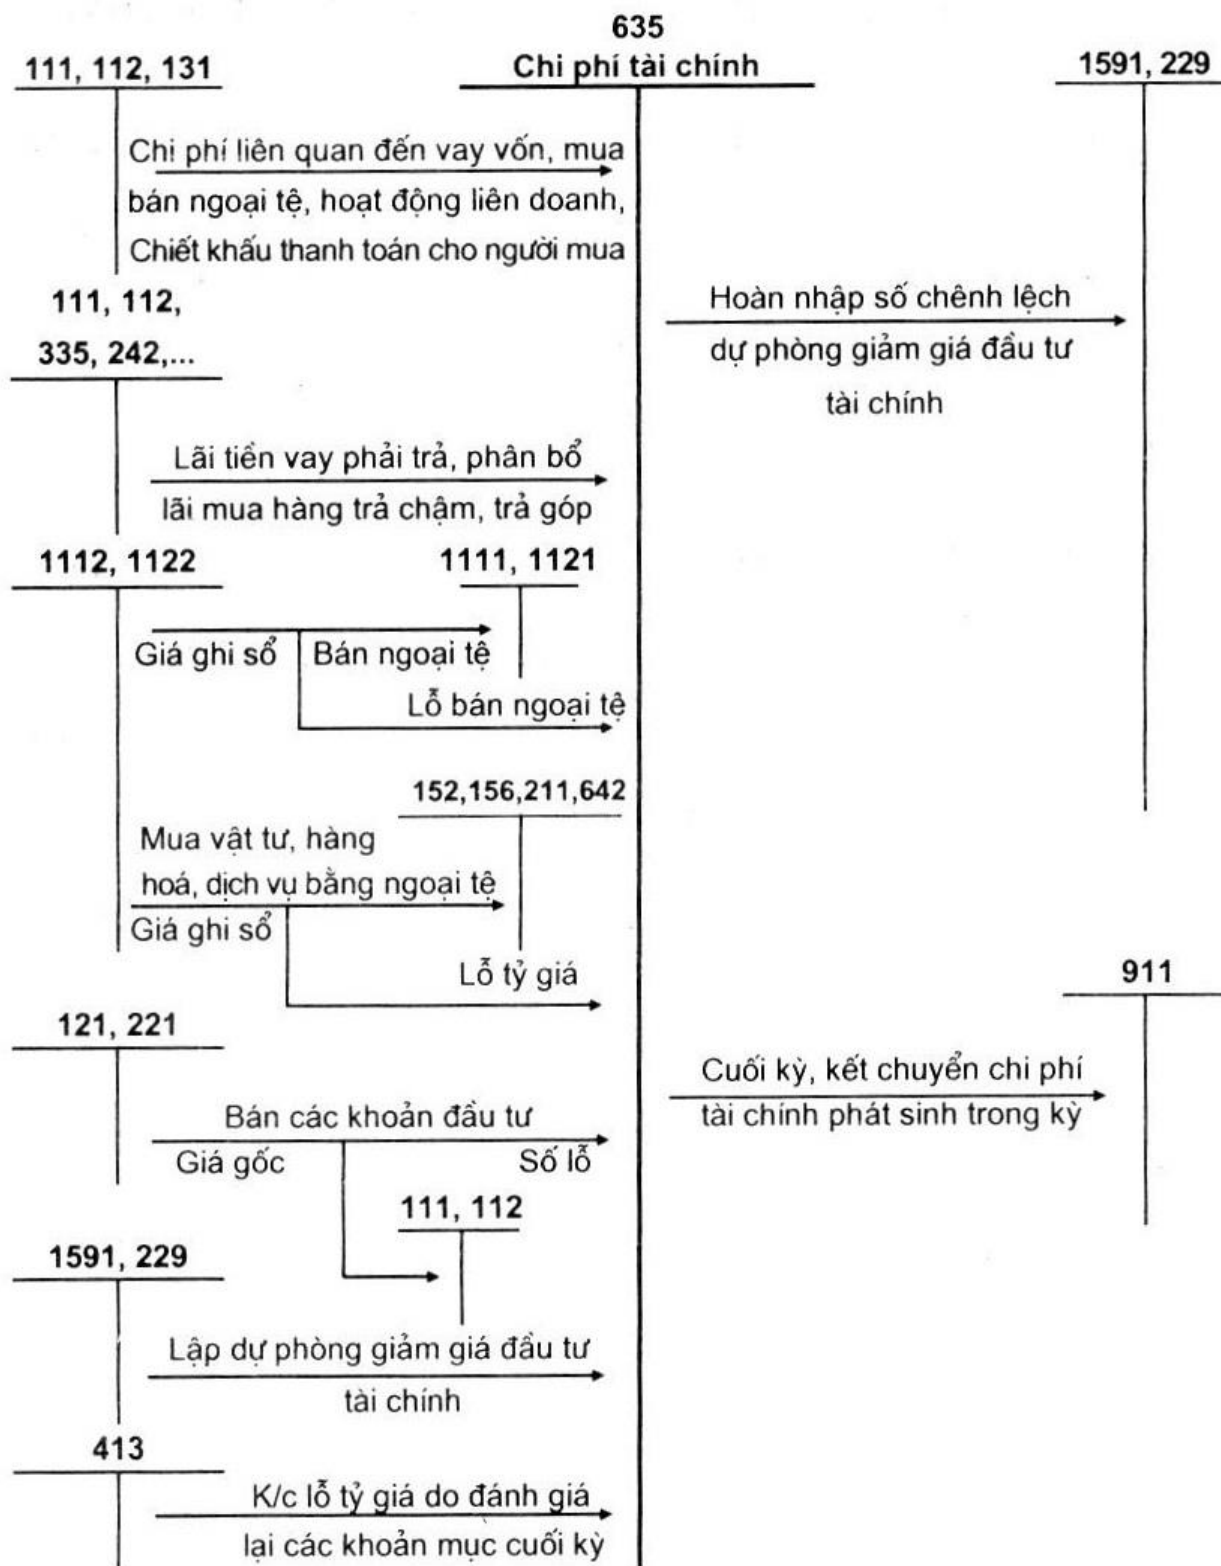 635
Chi phí tài chính
111, 112, 131
1591, 229
Chi phí liên quan đến vay vốn, mua
bán ngoại tệ, hoạt động liên doanh,
Chiết khấu thanh toán cho người mua
Hoàn nhập số chênh lệch
dự phòng giảm giá đầu tư
tài chính
111, 112,
335, 242,...
Lãi tiền vay phải trả, phân bổ
lãi mua hàng trả chậm, trả góp
1112, 1122
1111, 1121
Giá ghi sổ
Bán ngoại tệ
Lỗ bán ngoại tệ
152,156,211,642
Mua vật tư, hàng
hoá, dịch vụ bằng ngoại tệ
Giá ghi sổ
Lỗ tỷ giá
911
Cuối kỳ, kết chuyển chi phí
tài chính phát sinh trong kỳ
121, 221
Bán các khoản đầu tư
Giá gốc
Số lỗ
111, 112
1591, 229
Lập dự phòng giảm giá đầu tư
tài chính
413
K/c lỗ tỷ giá do đánh giá
lại các khoản mục cuối kỳ